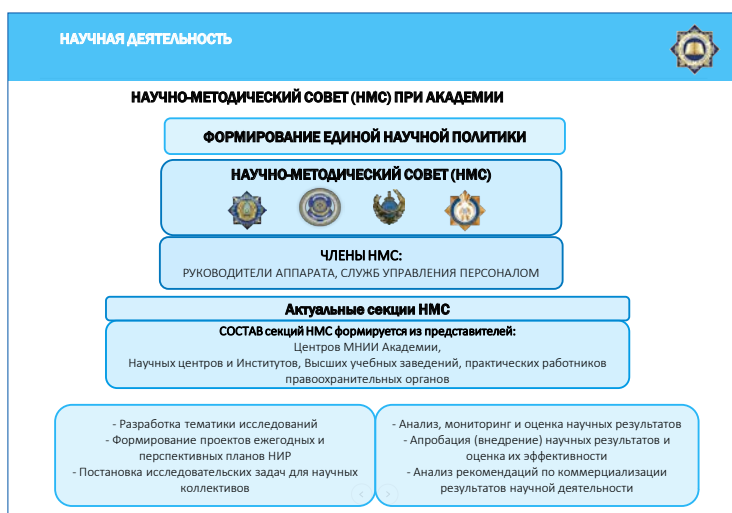 НАУЧНАЯ ДЕЯТЕЛЬНОСТЬ
НАУЧНО-МЕТОДИЧЕСКИЙ СОВЕТ (НМС) ПРИ АКАДЕМИИ
ФОРМИРОВАНИЕ ЕДИНОЙ НАУЧНОЙ ПОЛИТИКИ
НАУЧНО-МЕТОДИЧЕСКИЙ СОВЕТ (НМС)
ЧЛЕНЫ НМС:
РУКОВОДИТЕЛИ АППАРАТА, СЛУЖБ УПРАВЛЕНИЯ ПЕРСОНАЛОМ
Актуальные секции НМС
СОСТАВ секций НМС формируется из представителей:
Центров МНИИ Академии,
Научных центров и Институтов, Высших учебных заведений, практических работников
правоохранительных органов
- Разработка тематики исследований
- Формирование проектов ежегодных и
перспективных планов НИР
- Постановка исследовательских задач для научных
коллективов
- Анализ, мониторинг и оценка научных результатов
- Апробация (внедрение) научных результатов и
оценка их эффективности
- Анализ рекомендаций по коммерциализации
результатов научной деятельности